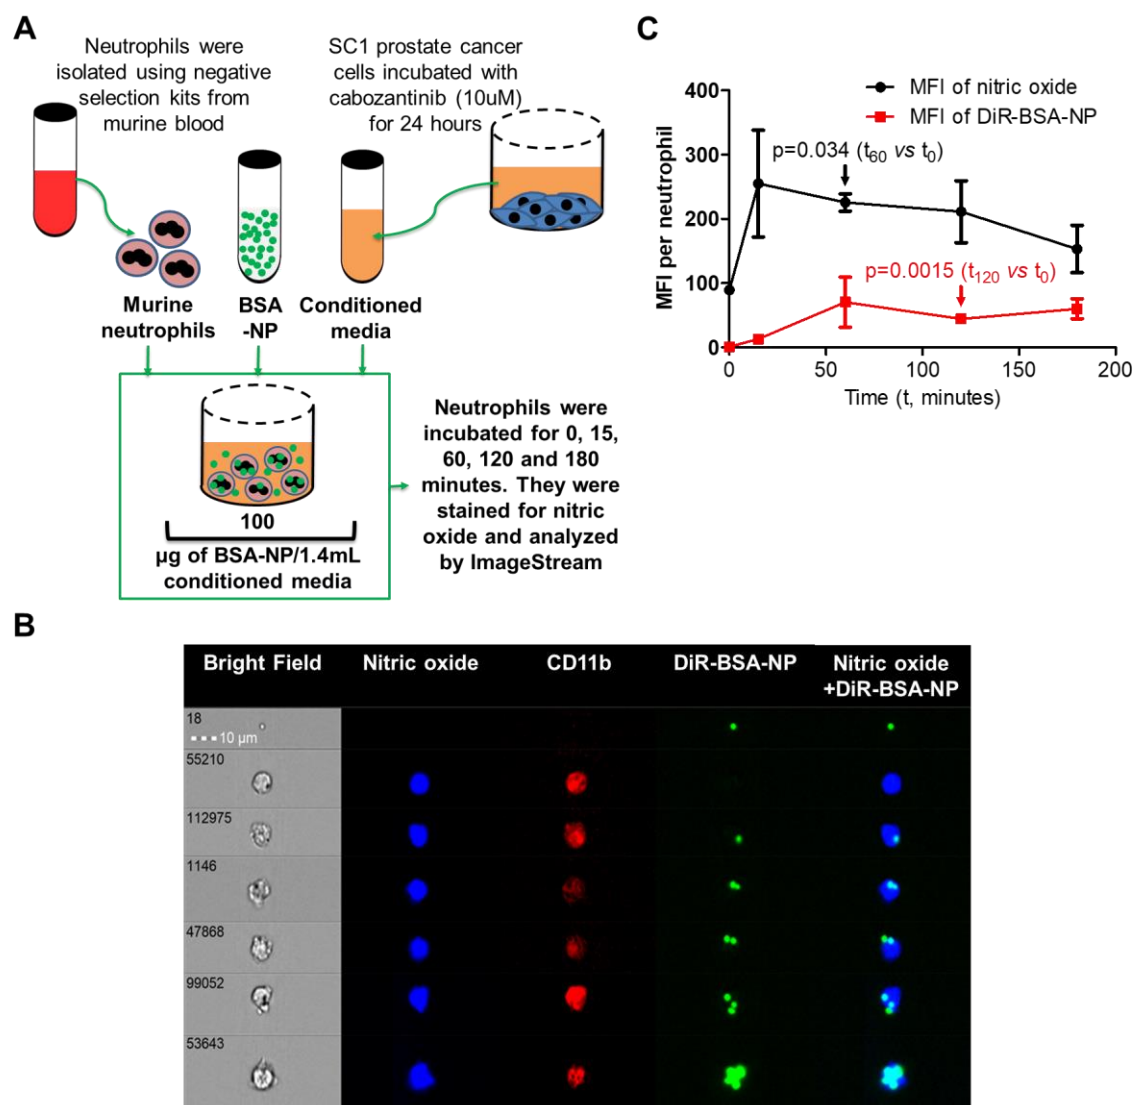 A
Neutrophils were
isolated using negative
selection kits from
murine blood
SC1 prostate cancer
cells incubated with
cabozantinib (10uM)
for 24 hours
Murine
neutrophils
BSA
-NP
Conditioned
media
100
µg of BSA-NP/1.4mL
conditioned media
Neutrophils were
incubated for 0, 15,
60, 120 and 180
minutes. They were
stained for nitric
oxide and analyzed
by ImageStream
C
MFI of nitric oxide
MFI of DiR-BSA-NP
p=0.034 (t60 vs t0)
p=0.0015 (t120 vs t0)
MFI per neutrophil
400
300
200
100
0
0 50 100 150 200
Time (t, minutes)
B
Bright Field
Nitric oxide
CD11b
DiR-BSA-NP
Nitric oxide
+DiR-BSA-NP
18
10 µm
55210
112975
1146
47868
99052
53643